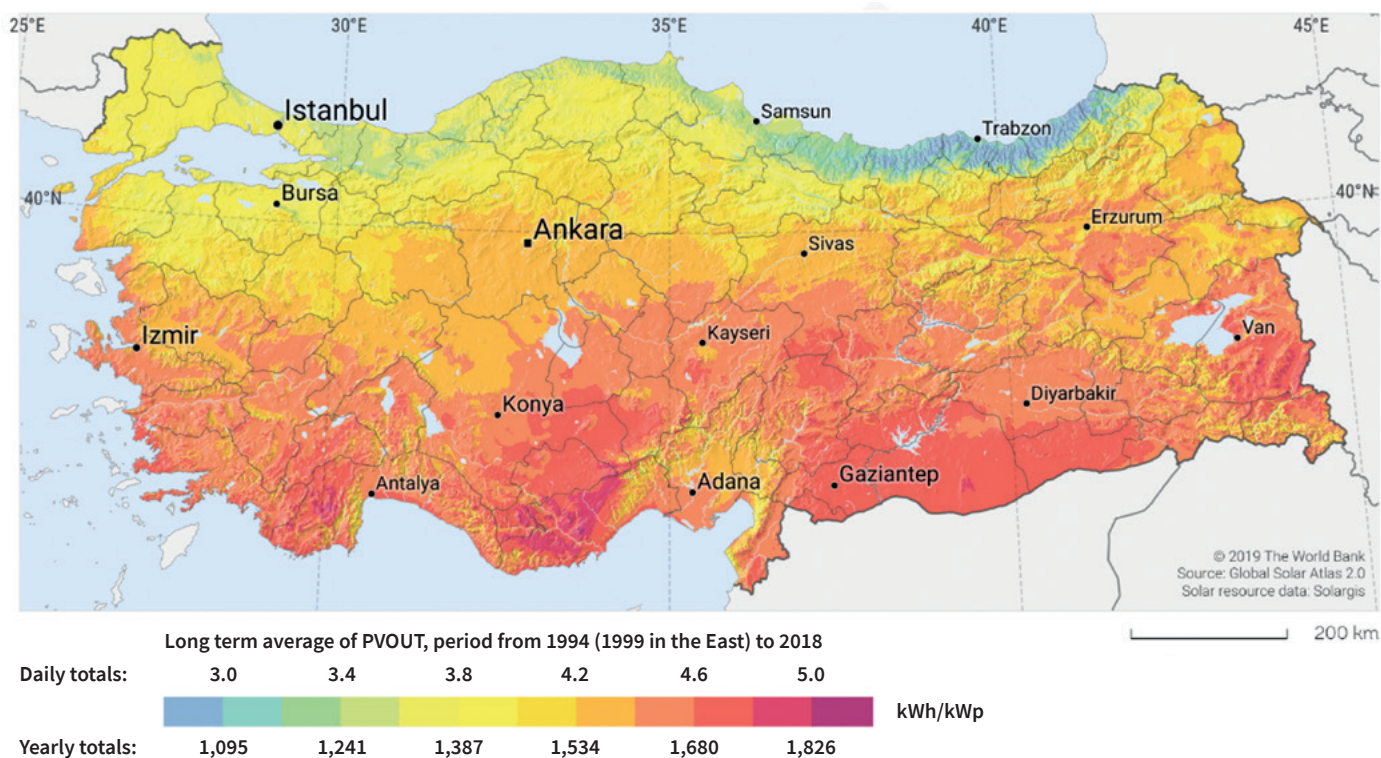 25°E 30°E 35°E 40°E 45°E
Istanbul
Samsun
Trabzon
40°N
Bursa
40°N
Ankara
Erzurum
Sivas
Izmir
Kayseri
Van
Konya
Diyarbakir
Antalya
Adana
Gaziantep
© 2019 The World Bank
Source: Global Solar Atlas 2.0
Solar resource data: Solargis
200 km
Long term average of PVOUT, period from 1994 (1999 in the East) to 2018
Daily totals: 3.0 3.4 3.8 4.2 4.6 5.0
kWh/kWp
Yearly totals: 1,095 1,241 1,387 1,534 1,680 1,826